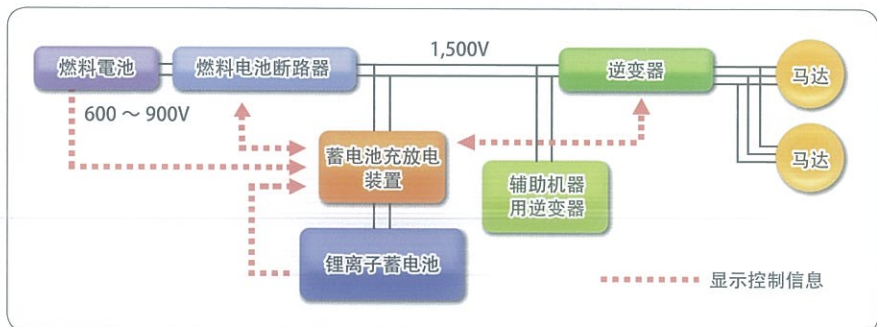 燃料電池
燃料电池断路器
1,500V
逆变器
马达
600 ～ 900V
马达
蓄电池充放电
装置
辅助机器
用逆变器
锂离子蓄电池
显示控制信息